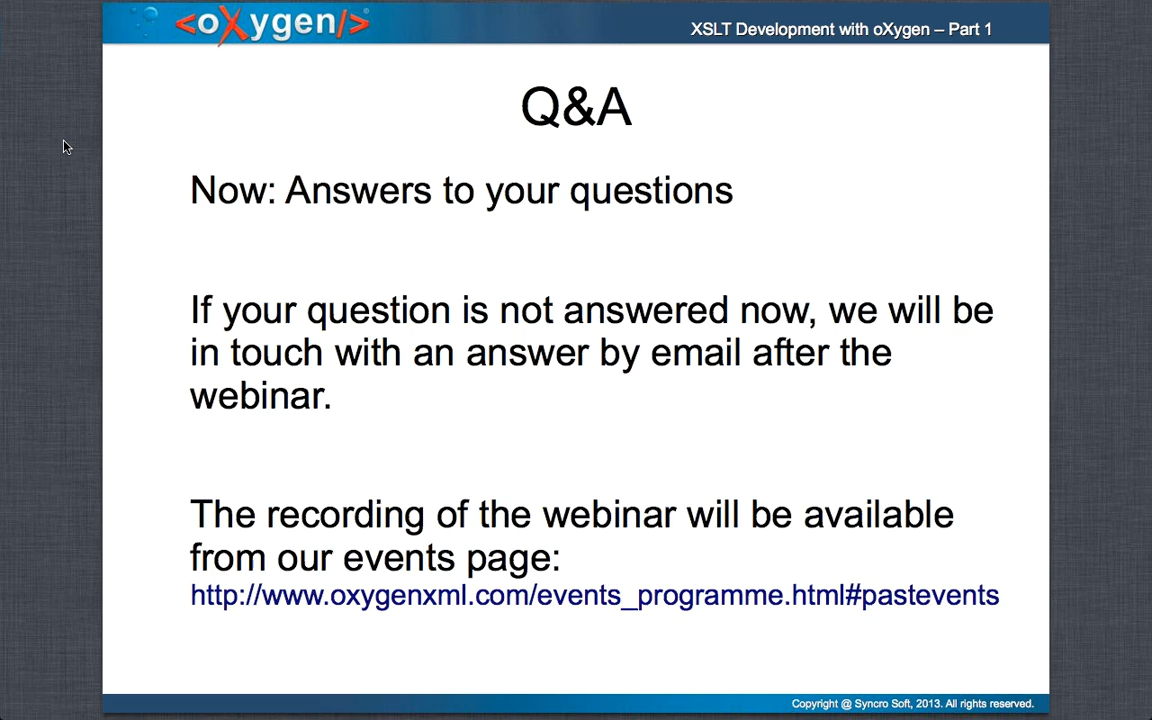 <oXygen/>®
XSLT Development with oXygen – Part 1
Q&A
Now: Answers to your questions
If your question is not answered now, we will be
in touch with an answer by email after the
webinar.
The recording of the webinar will be available
from our events page:
http://www.oxygenxml.com/events_programme.html#pastevents
Copyright @ Syncro Soft, 2013. All rights reserved.